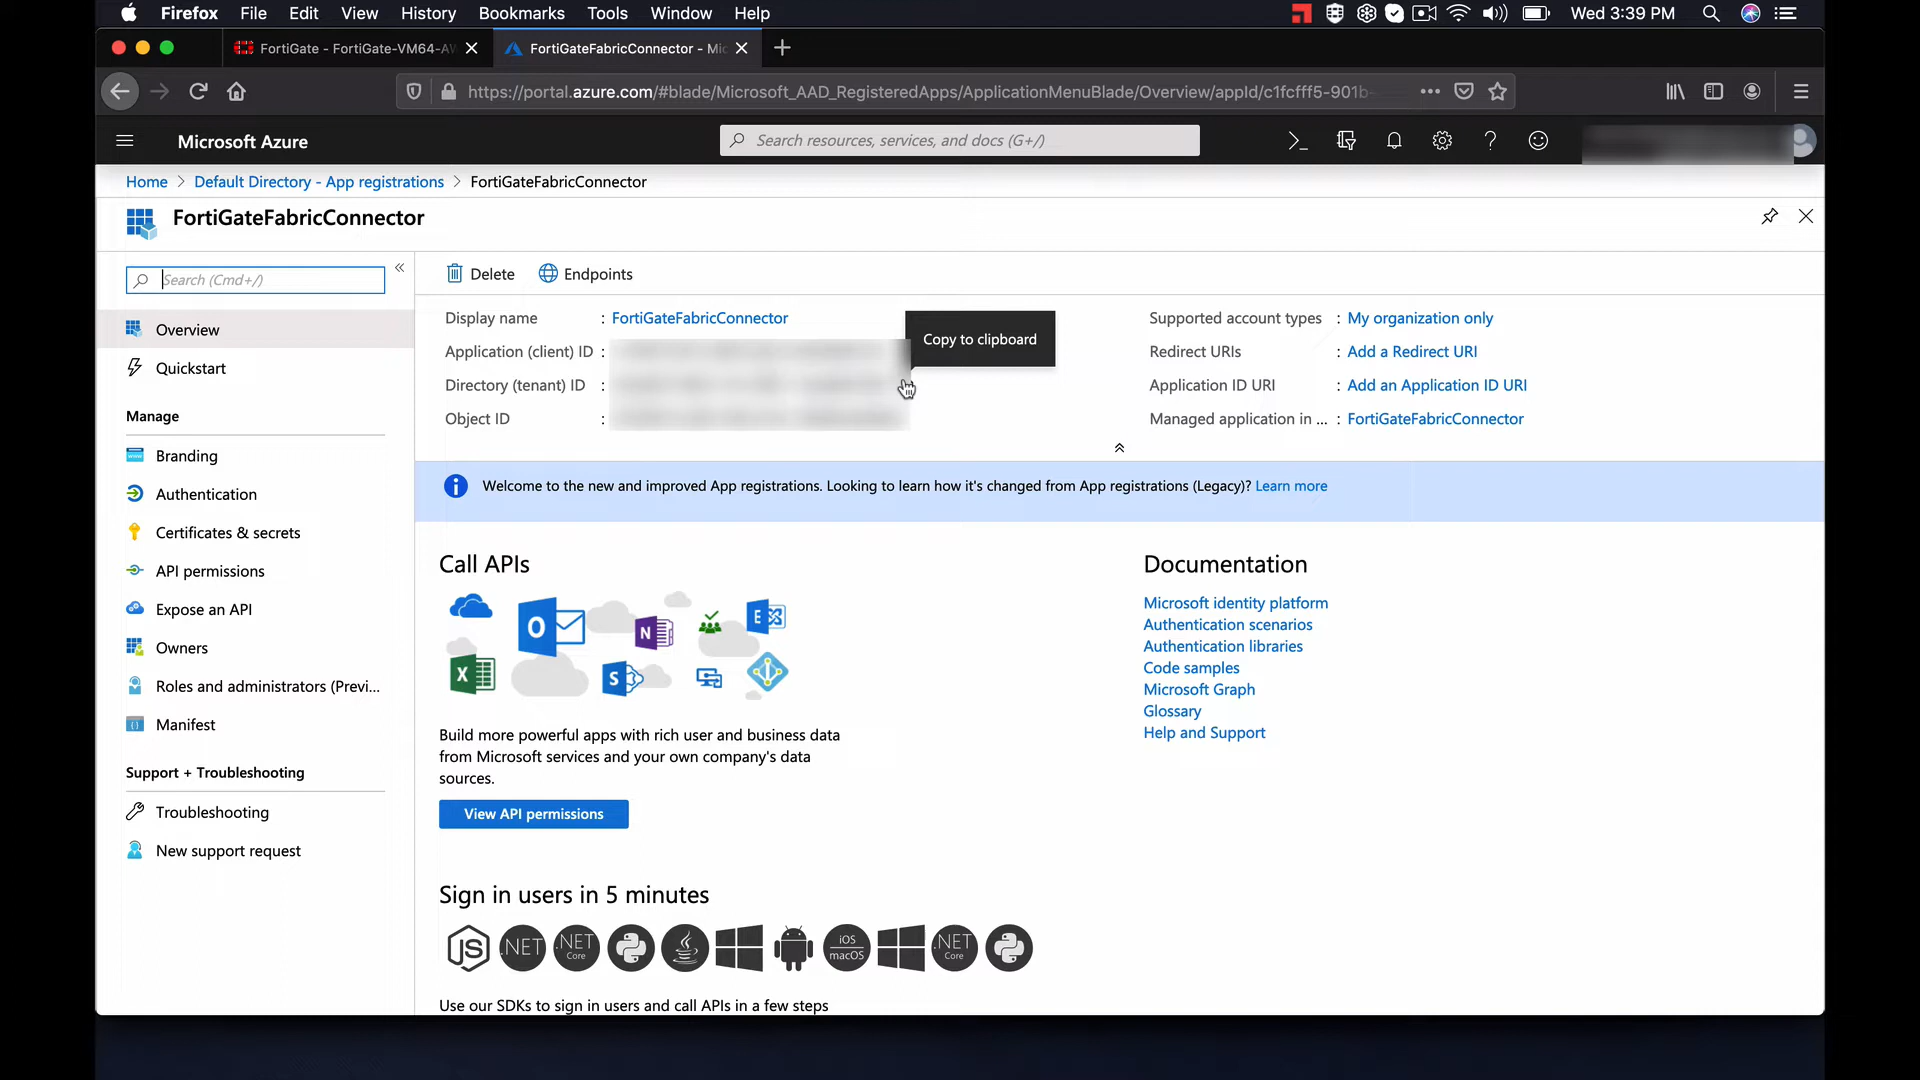 Firefox File Edit View History Bookmarks Tools Window Help Wed 3:39 PM
FortiGate - FortiGate-VM64-AW
FortiGateFabricConnector - Mic
https://portal.azure.com/#blade/Microsoft_AAD_RegisteredApps/ApplicationMenuBlade/Overview/appId/c1fcfff5-901b-
Microsoft Azure
Search resources, services, and docs (G+/)
Home > Default Directory - App registrations > FortiGateFabricConnector
FortiGateFabricConnector
Search (Cmd+/)
Overview
Quickstart
Manage
Branding
Authentication
Certificates & secrets
API permissions
Expose an API
Owners
Roles and administrators (Previ...
Manifest
Support + Troubleshooting
Troubleshooting
New support request
Delete Endpoints
Display name : FortiGateFabricConnector
Application (client) ID :
Directory (tenant) ID :
Object ID :
Copy to clipboard
Supported account types : My organization only
Redirect URIs : Add a Redirect URI
Application ID URI : Add an Application ID URI
Managed application in ... : FortiGateFabricConnector
Welcome to the new and improved App registrations. Looking to learn how it's changed from App registrations (Legacy)? Learn more
Call APIs
O
N
E
X
S
Build more powerful apps with rich user and business data
from Microsoft services and your own company's data
sources.
View API permissions
Documentation
Microsoft identity platform
Authentication scenarios
Authentication libraries
Code samples
Microsoft Graph
Glossary
Help and Support
Sign in users in 5 minutes
JS .NET .NET Core iOS macOS .NET Core
Use our SDKs to sign in users and call APIs in a few steps